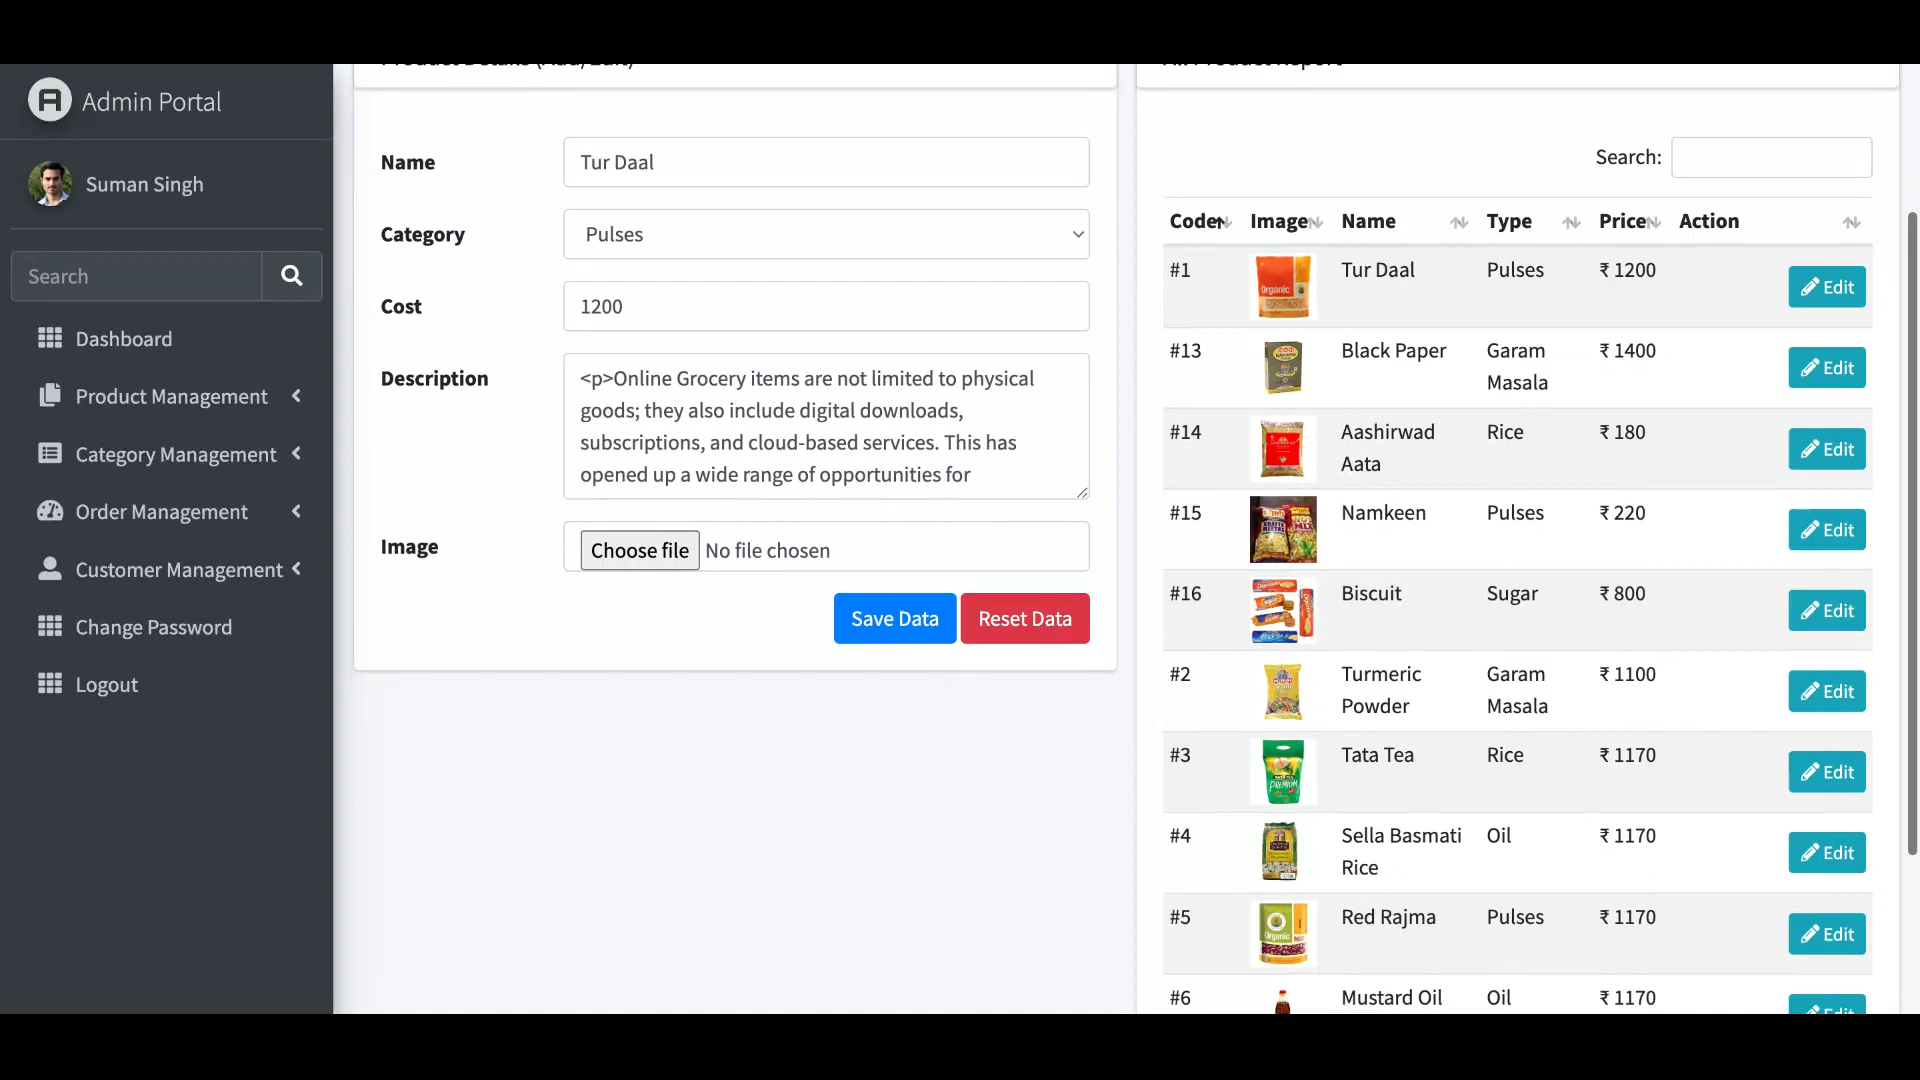 Admin Portal
Suman Singh
Search
Dashboard
Product Management
Category Management
Order Management
Customer Management
Change Password
Logout
Name
Tur Daal
Category
Pulses
Cost
1200
Description
<p>Online Grocery items are not limited to physical
goods; they also include digital downloads,
subscriptions, and cloud-based services. This has
opened up a wide range of opportunities for
Image
Choose file No file chosen
Save Data Reset Data
Search:
Code Image Name Type Price Action
#1 Organic Tur Daal Pulses ₹ 1200 Edit
#13 Black Paper Garam Masala ₹ 1400 Edit
#14 Aashirwad Aata Rice ₹ 180 Edit
#15 Namkeen Pulses ₹ 220 Edit
#16 Biscuit Sugar ₹ 800 Edit
#2 Turmeric Powder Garam Masala ₹ 1100 Edit
#3 PREMIUM Tata Tea Rice ₹ 1170 Edit
#4 Sella Basmati Rice Oil ₹ 1170 Edit
#5 Organic Red Rajma Pulses ₹ 1170 Edit
#6 Mustard Oil Oil ₹ 1170 Edit